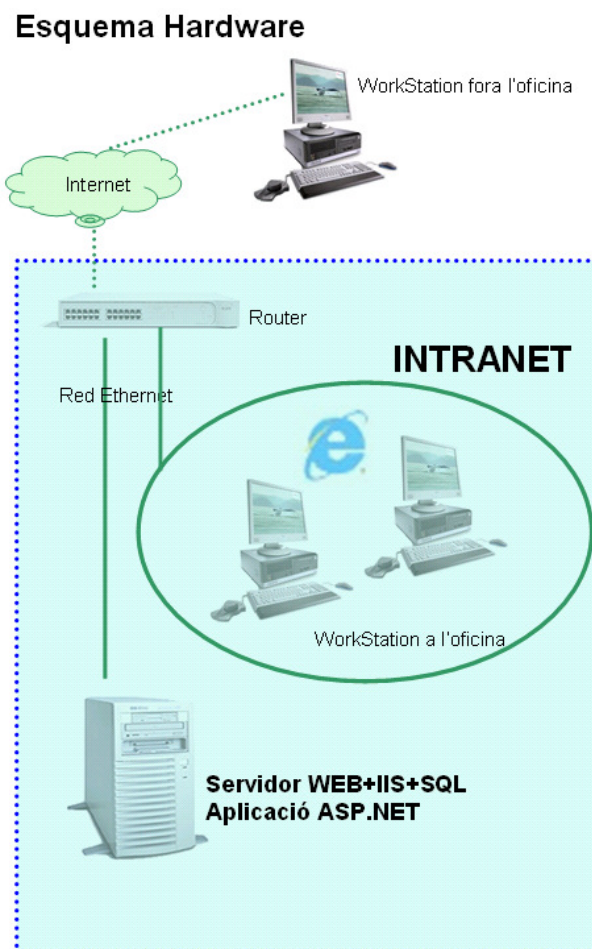 Esquema Hardware
WorkStation fora l'oficina
Internet
Router
INTRANET
Red Ethernet
WorkStation a l'oficina
Servidor WEB+IIS+SQL
Aplicació ASP.NET